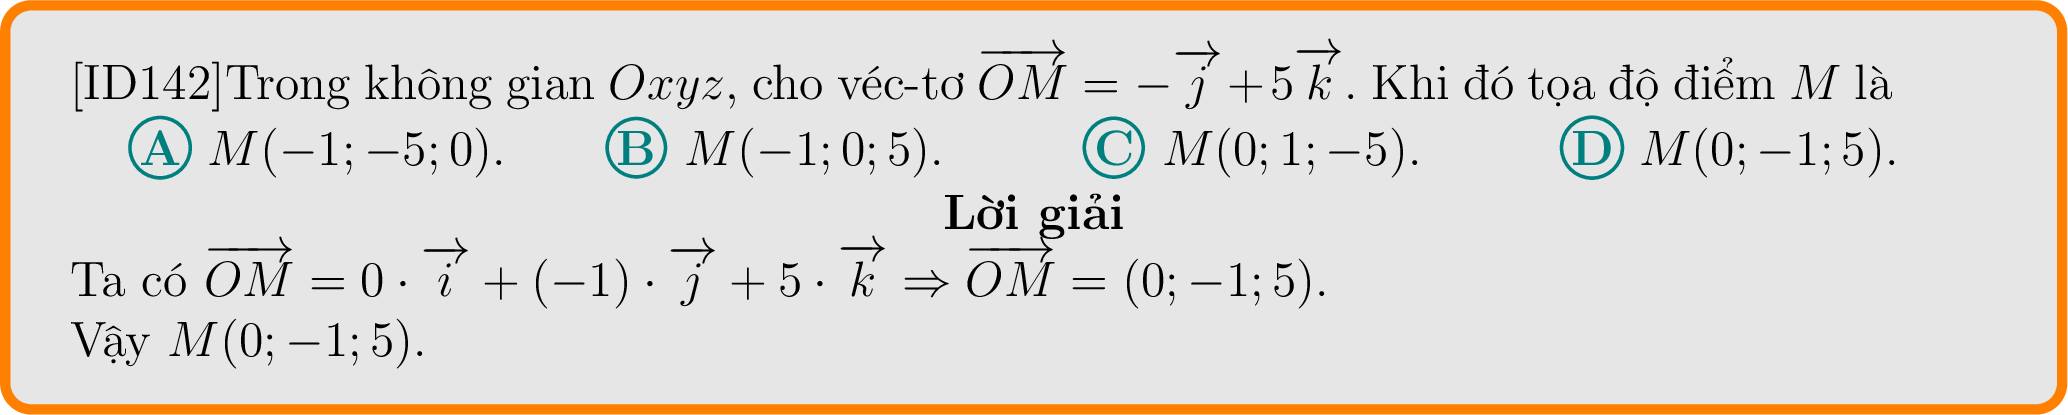 [ID142]Trong không gian $Oxyz$, cho véc-tơ $\overrightarrow{OM} = -\overrightarrow{j} + 5\overrightarrow{k}$. Khi đó tọa độ điểm $M$ là
Ⓐ $M(-1; -5; 0)$. Ⓑ $M(-1; 0; 5)$. Ⓒ $M(0; 1; -5)$. Ⓓ $M(0; -1; 5)$.
Lời giải
Ta có $\overrightarrow{OM} = 0 \cdot \overrightarrow{i} + (-1) \cdot \overrightarrow{j} + 5 \cdot \overrightarrow{k} \Rightarrow \overrightarrow{OM} = (0; -1; 5)$.
Vậy $M(0; -1; 5)$.